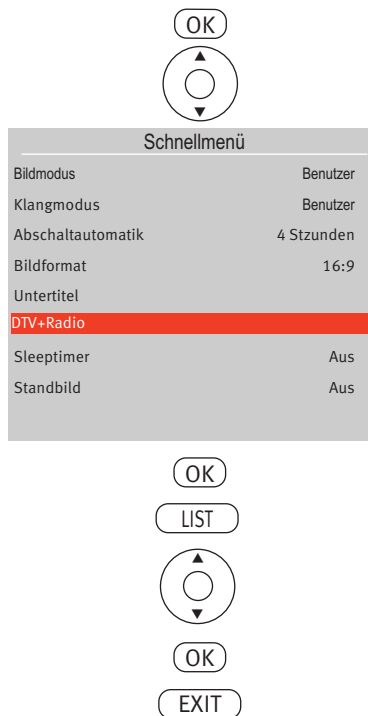 OK
Schnellmenü
Bildmodus Benutzer
Klangmodus Benutzer
Abschaltautomatik 4 Stzunden
Bildformat 16:9
Untertitel
DTV+Radio
Sleeptimer Aus
Standbild Aus
OK
LIST
OK
EXIT